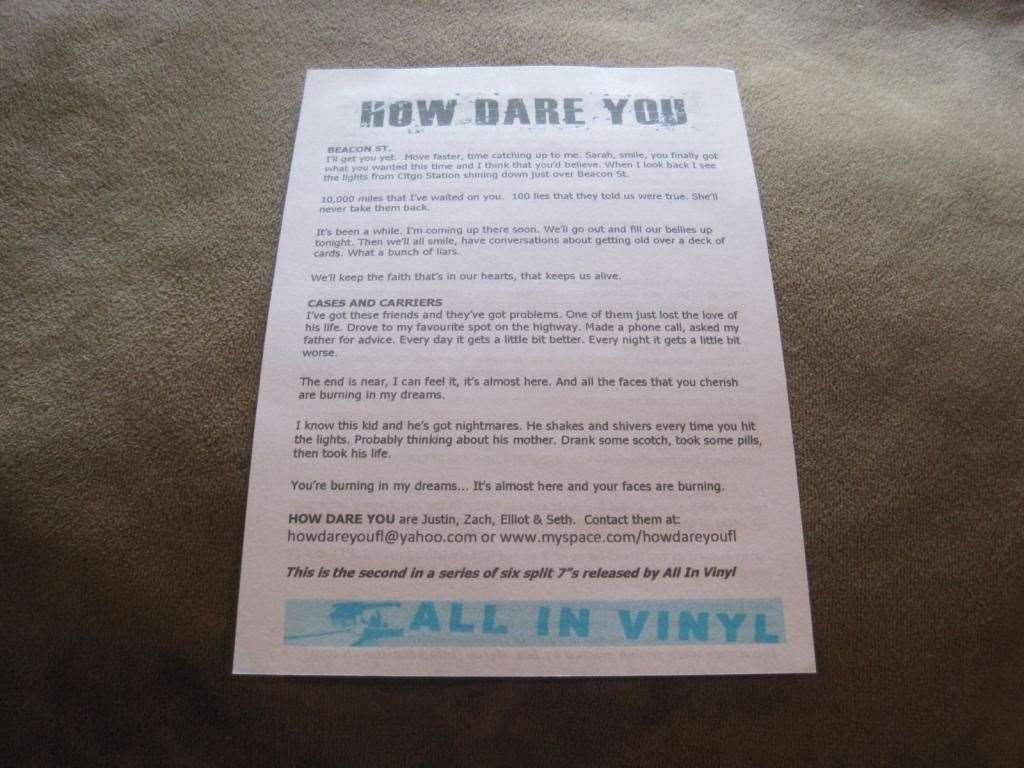 HOW DARE YOU
BEACON ST.
I'll get you yet. Move faster, time catching up to me. Sarah, smile, you finally got
what you wanted this time and I think that you'd believe. When I look back I see
the lights from Citgo Station shining down just over Beacon St.
10,000 miles that I've waited on you. 100 lies that they told us were true. She'll
never take them back.
It's been a while. I'm coming up there soon. We'll go out and fill our bellies up
tonight. Then we'll all smile, have conversations about getting old over a deck of
cards. What a bunch of liars.
We'll keep the faith that's in our hearts, that keeps us alive.
CASES AND CARRIERS
I've got these friends and they've got problems. One of them just lost the love of
his life. Drove to my favourite spot on the highway. Made a phone call, asked my
father for advice. Every day it gets a little bit better. Every night it gets a little bit
worse.
The end is near, I can feel it, it's almost here. And all the faces that you cherish
are burning in my dreams.
I know this kid and he's got nightmares. He shakes and shivers every time you hit
the lights. Probably thinking about his mother. Drank some scotch, took some pills,
then took his life.
You're burning in my dreams... It's almost here and your faces are burning.
HOW DARE YOU are Justin, Zach, Elliot & Seth. Contact them at:
howdareyoufl@yahoo.com or www.myspace.com/howdareyoufl
This is the second in a series of six split 7"s released by All In Vinyl
ALL IN VINYL